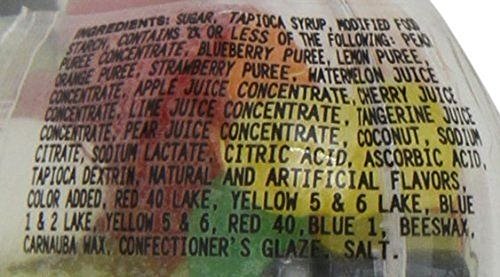 INGREDIENTS: SUGAR, TAPIOCA SYRUP, MODIFIED FOOD
STARCH, CONTAINS 2% OR LESS OF THE FOLLOWING: PEACH
PUREE CONCENTRATE, BLUEBERRY PUREE, LEMON PUREE,
ORANGE PUREE, STRAWBERRY PUREE, WATERMELON JUICE
CONCENTRATE, APPLE JUICE CONCENTRATE, CHERRY JUICE
CONCENTRATE, LIME JUICE CONCENTRATE, TANGERINE JUICE
CONCENTRATE, PEAR JUICE CONCENTRATE, COCONUT, SODIUM
CITRATE, SODIUM LACTATE, CITRIC ACID, ASCORBIC ACID,
TAPIOCA DEXTRIN, NATURAL AND ARTIFICIAL FLAVORS,
COLOR ADDED, RED 40 LAKE, YELLOW 5 & 6 LAKE, BLUE
1 & 2 LAKE, YELLOW 5 & 6, RED 40, BLUE 1, BEESWAX,
CARNAUBA WAX, CONFECTIONER'S GLAZE, SALT.